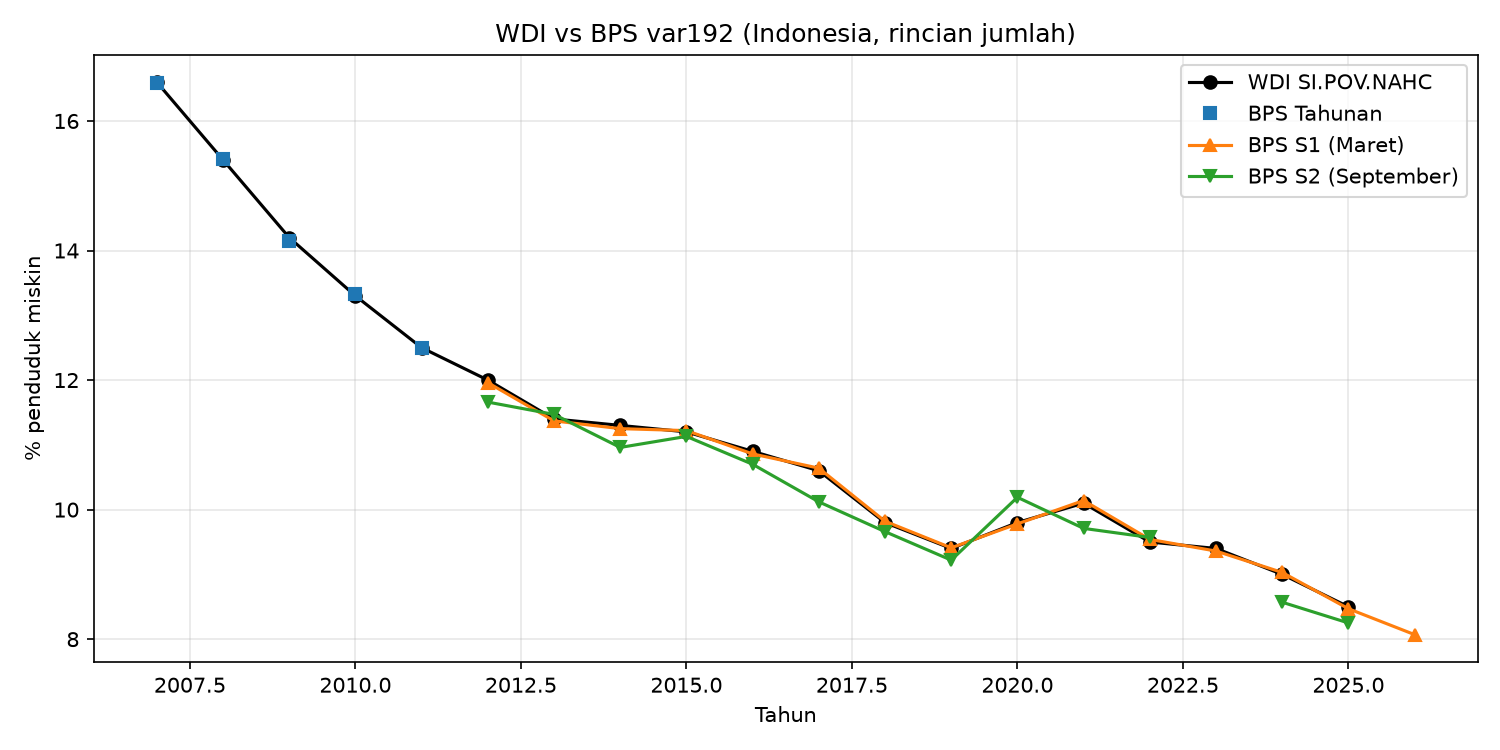 WDI vs BPS var192 (Indonesia, rincian jumlah)
WDI SI.POV.NAHC
BPS Tahunan
BPS S1 (Maret)
BPS S2 (September)
% penduduk miskin
16
14
12
10
8
2007.5 2010.0 2012.5 2015.0 2017.5 2020.0 2022.5 2025.0
Tahun